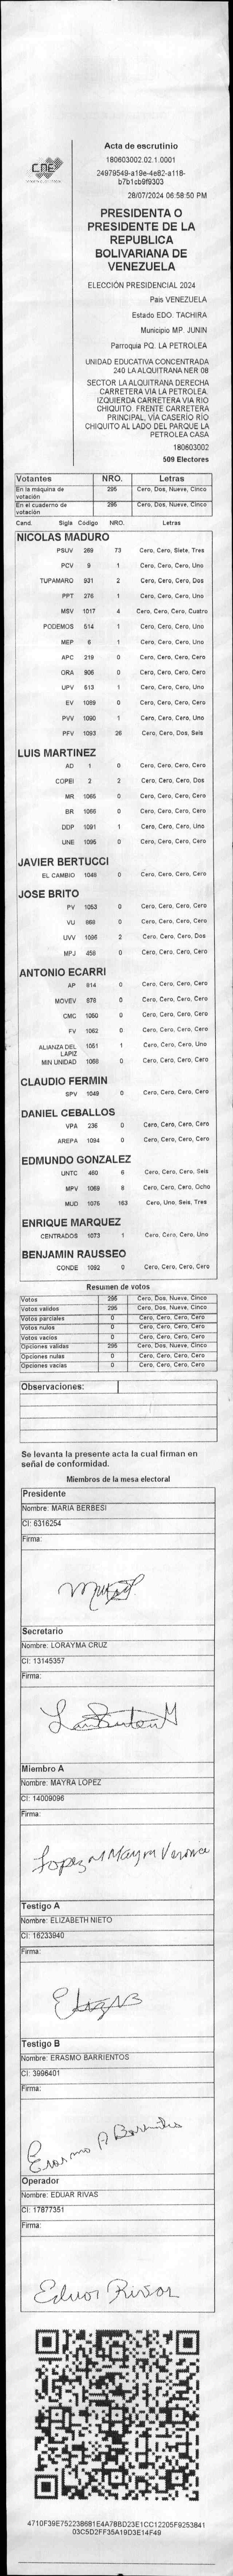 CNE
Acta de escrutinio
180603002.02.1.0001
24979549-a19e-4e82-a118-
b7b1cb9f9303
28/07/2024 06:58:50 PM
PRESIDENTA O
PRESIDENTE DE LA
REPUBLICA
BOLIVARIANA DE
VENEZUELA
ELECCIÓN PRESIDENCIAL 2024
Pais VENEZUELA
Estado EDO. TACHIRA
Municipio MP. JUNIN
Parroquia PQ. LA PETROLEA
UNIDAD EDUCATIVA CONCENTRADA
240 LA ALQUITRANA NER 08
SECTOR LA ALQUITRANA DERECHA
CARRETERA VIA LA PETROLEA.
IZQUIERDA CARRETERA VIA RIO
CHIQUITO. FRENTE CARRETERA
PRINCIPAL, VÍA CASERÍO RÍO
CHIQUITO AL LADO DEL PARQUE LA
PETROLEA CASA
180603002
509 Electores
Votantes NRO. Letras
En la máquina de votación 295 Cero, Dos, Nueve, Cinco
En el cuaderno de votación 295 Cero, Dos, Nueve, Cinco
Cand. Sigla Código NRO. Letras
NICOLAS MADURO
PSUV 269 73 Cero, Cero, Siete, Tres
PCV 9 1 Cero, Cero, Cero, Uno
TUPAMARO 931 2 Cero, Cero, Cero, Dos
PPT 276 1 Cero, Cero, Cero, Uno
MSV 1017 4 Cero, Cero, Cero, Cuatro
PODEMOS 514 1 Cero, Cero, Cero, Uno
MEP 6 1 Cero, Cero, Cero, Uno
APC 219 0 Cero, Cero, Cero, Cero
ORA 906 0 Cero, Cero, Cero, Cero
UPV 613 1 Cero, Cero, Cero, Uno
EV 1089 0 Cero, Cero, Cero, Cero
PVV 1090 1 Cero, Cero, Cero, Uno
PFV 1093 26 Cero, Cero, Dos, Seis
LUIS MARTINEZ
AD 1 0 Cero, Cero, Cero, Cero
COPEI 2 2 Cero, Cero, Cero, Dos
MR 1065 0 Cero, Cero, Cero, Cero
BR 1066 0 Cero, Cero, Cero, Cero
DDP 1091 1 Cero, Cero, Cero, Uno
UNE 1095 0 Cero, Cero, Cero, Cero
JAVIER BERTUCCI
EL CAMBIO 1048 0 Cero, Cero, Cero, Cero
JOSE BRITO
PV 1053 0 Cero, Cero, Cero, Cero
VU 868 0 Cero, Cero, Cero, Cero
UVV 1096 2 Cero, Cero, Cero, Dos
MPJ 458 0 Cero, Cero, Cero, Cero
ANTONIO ECARRI
AP 814 0 Cero, Cero, Cero, Cero
MOVEV 878 0 Cero, Cero, Cero, Cero
CMC 1050 0 Cero, Cero, Cero, Cero
FV 1062 0 Cero, Cero, Cero, Cero
ALIANZA DEL LAPIZ 1051 1 Cero, Cero, Cero, Uno
MIN UNIDAD 1088 0 Cero, Cero, Cero, Cero
CLAUDIO FERMIN
SPV 1049 0 Cero, Cero, Cero, Cero
DANIEL CEBALLOS
VPA 236 0 Cero, Cero, Cero, Cero
AREPA 1094 0 Cero, Cero, Cero, Cero
EDMUNDO GONZALEZ
UNTC 460 6 Cero, Cero, Cero, Seis
MPV 1069 8 Cero, Cero, Cero, Ocho
MUD 1076 163 Cero, Uno, Seis, Tres
ENRIQUE MARQUEZ
CENTRADOS 1073 1 Cero, Cero, Cero, Uno
BENJAMIN RAUSSEO
CONDE 1092 0 Cero, Cero, Cero, Cero
Resumen de votos
Votos 295 Cero, Dos, Nueve, Cinco
Votos validos 295 Cero, Dos, Nueve, Cinco
Votos parciales 0 Cero, Cero, Cero, Cero
Votos nulos 0 Cero, Cero, Cero, Cero
Votos vacios 0 Cero, Cero, Cero, Cero
Opciones validas 295 Cero, Dos, Nueve, Cinco
Opciones nulas 0 Cero, Cero, Cero, Cero
Opciones vacias 0 Cero, Cero, Cero, Cero
Observaciones:
Se levanta la presente acta la cual firman en
señal de conformidad.
Miembros de la mesa electoral
Presidente
Nombre: MARIA BERBESI
CI: 6316254
Firma:
Secretario
Nombre: LORAYMA CRUZ
CI: 13145357
Firma:
Miembro A
Nombre: MAYRA LOPEZ
CI: 14009096
Firma:
Lopez M Mayra Veronica
Testigo A
Nombre: ELIZABETH NIETO
CI: 16233940
Firma:
Testigo B
Nombre: ERASMO BARRIENTOS
CI: 3996401
Firma:
Erasmo A Barrientos
Operador
Nombre: EDUAR RIVAS
CI: 17877351
Firma:
Eduar Rivas
4710F39E752238681E4A78BD23E1CC12205F9253841
03C5D2FF35A19D3E14F49